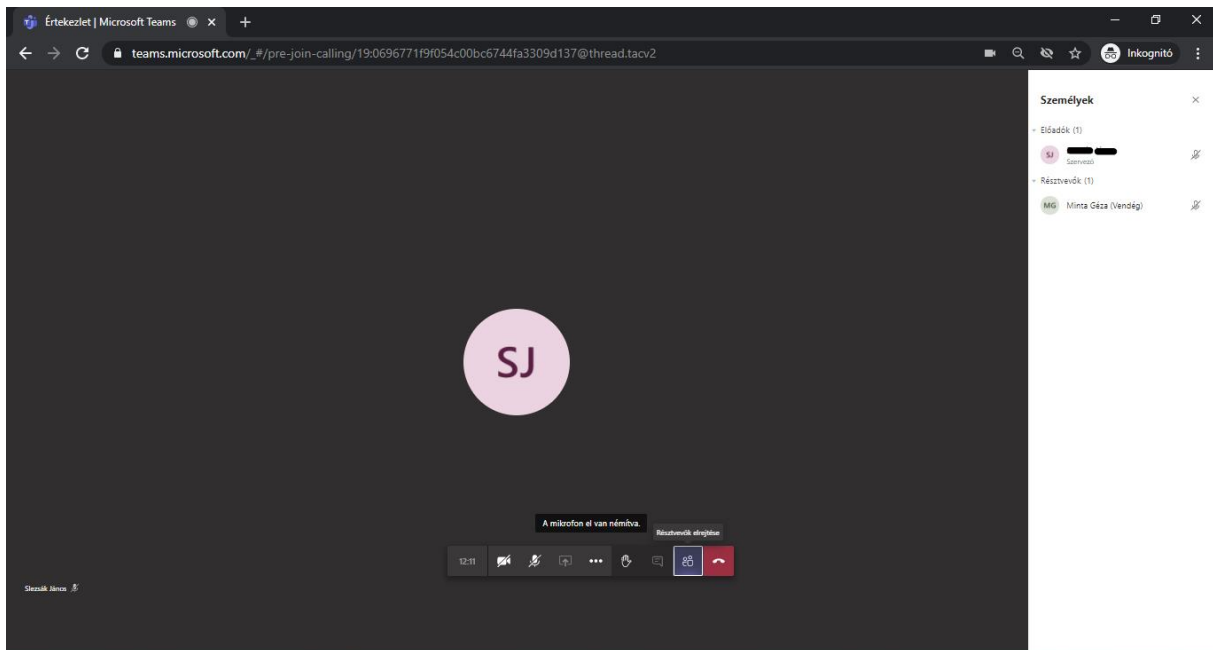 Értekezlet | Microsoft Teams
teams.microsoft.com/_#/pre-join-calling/19:0696771f9f054c00bc6744fa3309d137@thread.tacv2
Inkognitó
Személyek
Előadók (1)
SJ
Szervező
Résztvevők (1)
MG Minta Géza (Vendég)
SJ
A mikrofon el van némítva.
Résztvevők elrejtése
12:11
Slezsák János